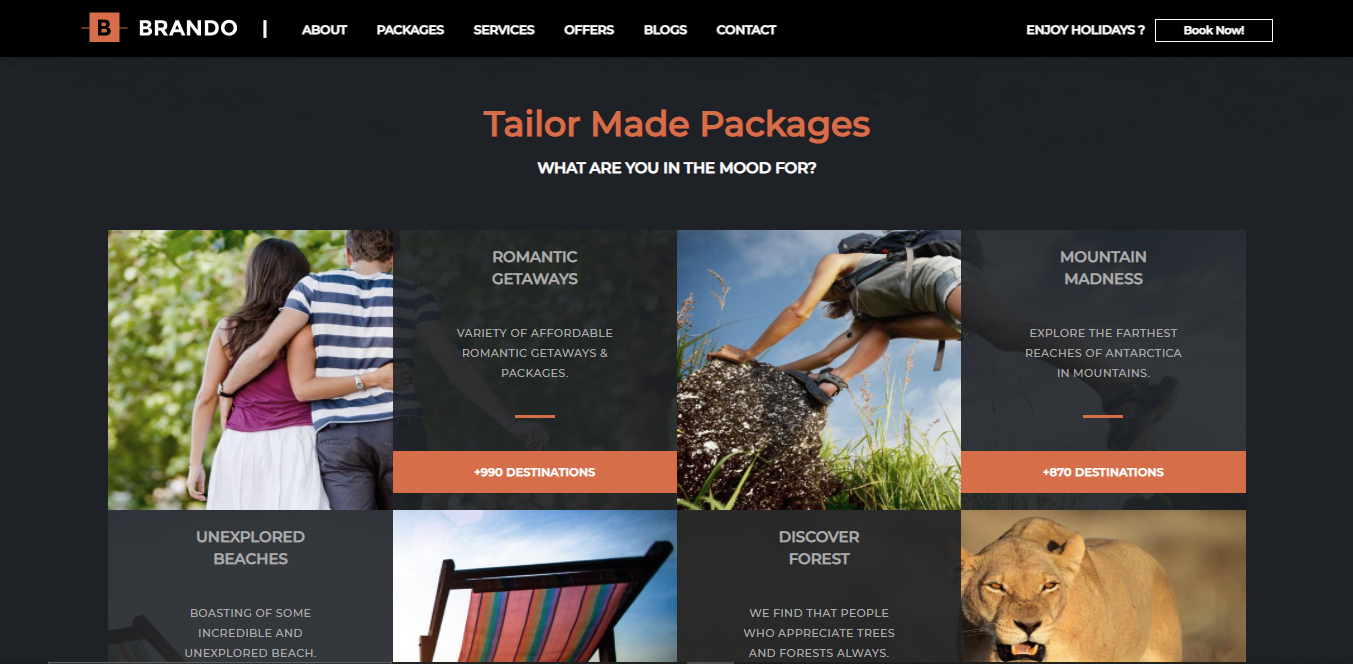 B BRANDO | ABOUT PACKAGES SERVICES OFFERS BLOGS CONTACT ENJOY HOLIDAYS ? Book Now!
Tailor Made Packages
WHAT ARE YOU IN THE MOOD FOR?
ROMANTIC
GETAWAYS
VARIETY OF AFFORDABLE
ROMANTIC GETAWAYS &
PACKAGES.
+990 DESTINATIONS
MOUNTAIN
MADNESS
EXPLORE THE FARTHEST
REACHES OF ANTARCTICA
IN MOUNTAINS.
+870 DESTINATIONS
UNEXPLORED
BEACHES
BOASTING OF SOME
INCREDIBLE AND
UNEXPLORED BEACH.
DISCOVER
FOREST
WE FIND THAT PEOPLE
WHO APPRECIATE TREES
AND FORESTS ALWAYS.